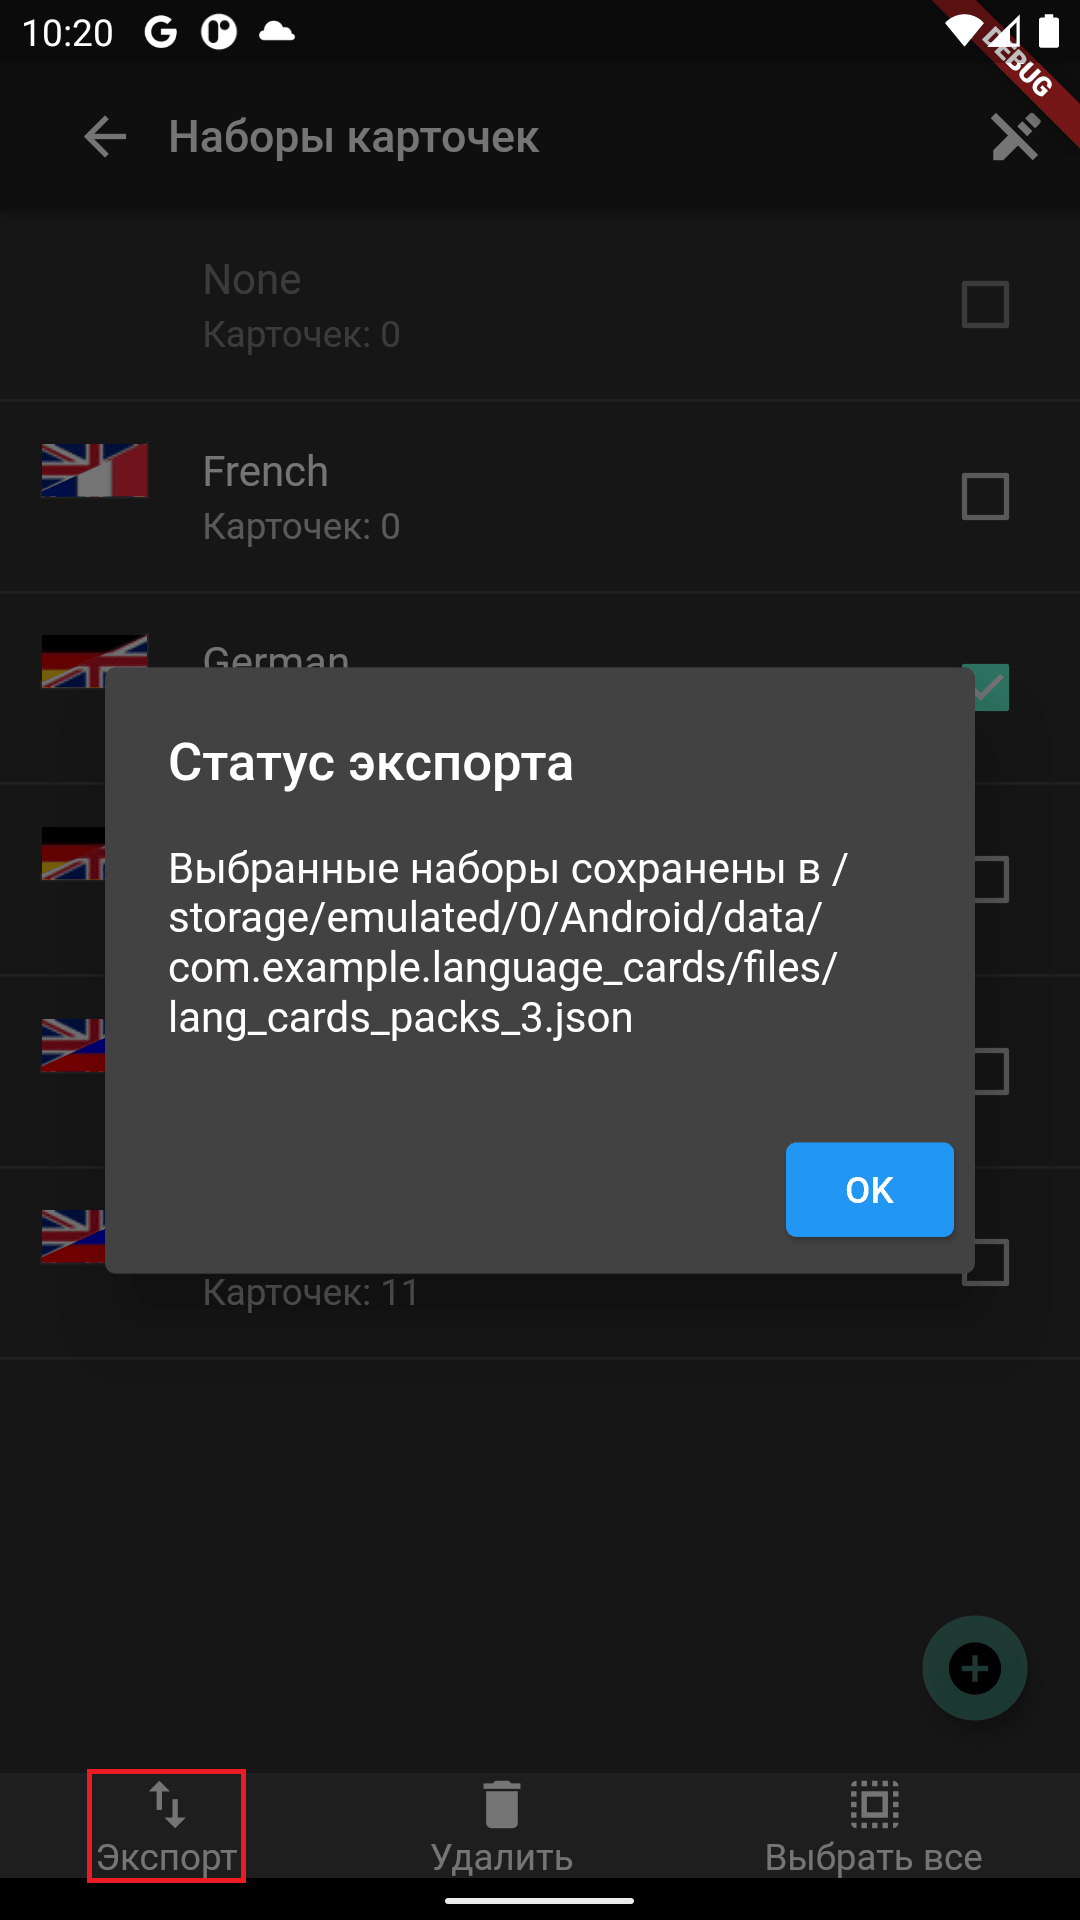 10:20
DEBUG
Наборы карточек
None
Карточек: 0
French
Карточек: 0
German
Статус экспорта
Выбранные наборы сохранены в /
storage/emulated/0/Android/data/
com.example.language_cards/files/
lang_cards_packs_3.json
OK
Карточек: 11
Экспорт
Удалить
Выбрать все